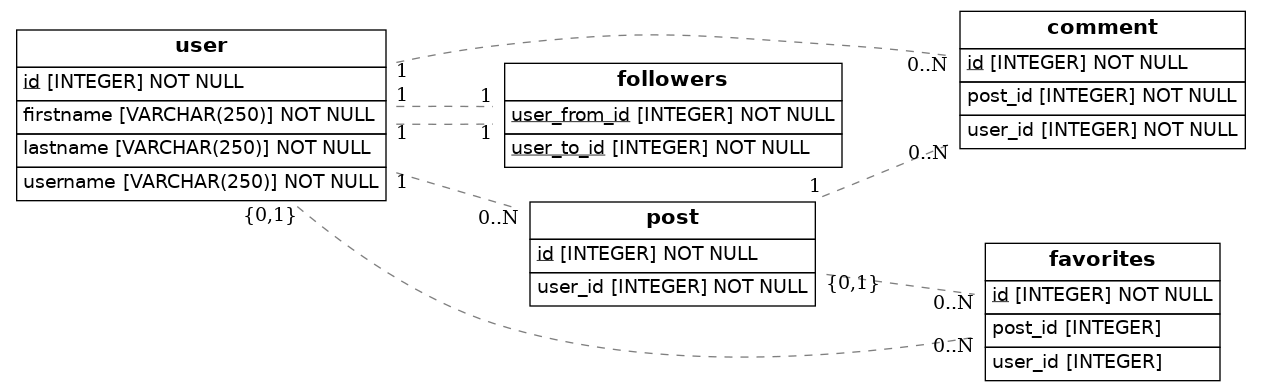 user
id [INTEGER] NOT NULL
firstname [VARCHAR(250)] NOT NULL
lastname [VARCHAR(250)] NOT NULL
username [VARCHAR(250)] NOT NULL
1
1
1
1
{0,1}
followers
user_from_id [INTEGER] NOT NULL
user_to_id [INTEGER] NOT NULL
1
1
post
id [INTEGER] NOT NULL
user_id [INTEGER] NOT NULL
0..N
1
{0,1}
comment
id [INTEGER] NOT NULL
post_id [INTEGER] NOT NULL
user_id [INTEGER] NOT NULL
0..N
0..N
favorites
id [INTEGER] NOT NULL
post_id [INTEGER]
user_id [INTEGER]
0..N
0..N